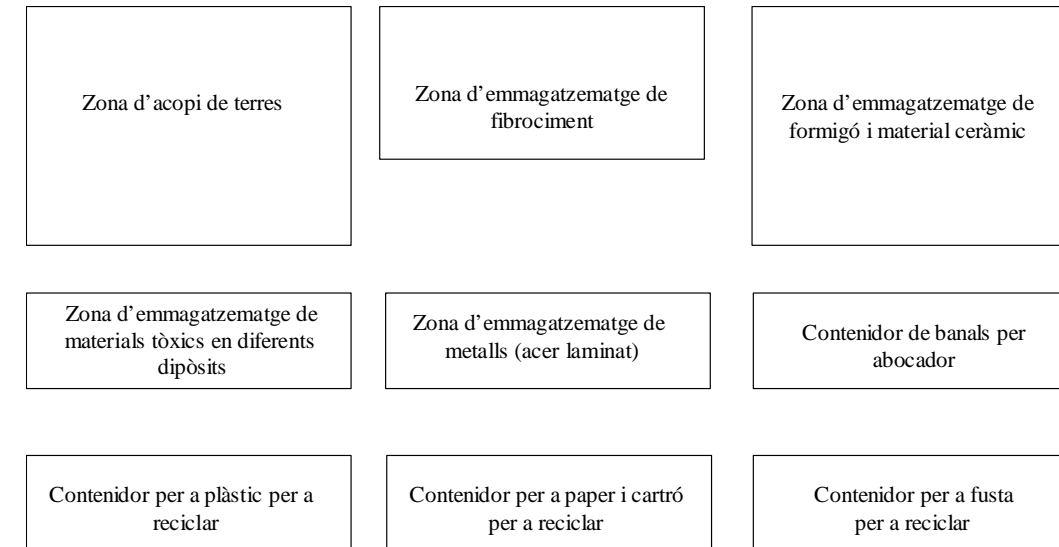 Zona d’acopi de terres
Zona d’emmagatzematge de
fibrociment
Zona d’emmagatzematge de
formigó i material ceràmic
Zona d’emmagatzematge de
materials tòxics en diferents
dipòsits
Zona d’emmagatzematge de
metalls (acer laminat)
Contenidor de banals per
abocador
Contenidor per a plàstic per a
reciclar
Contenidor per a paper i cartró
per a reciclar
Contenidor per a fusta
per a reciclar